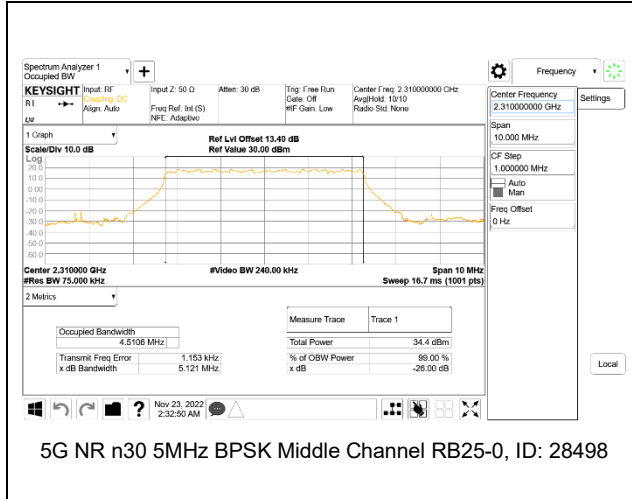 Spectrum Analyzer 1
Occupied BW
Frequency
KEYSIGHT
Input: RF
Input Z: 50 Ω
Atten: 30 dB
Trig: Free Run
Center Freq: 2.310000000 GHz
RL
Coupling: DC
Gate: Off
Avg|Hold: 10/10
Align: Auto
Freq Ref: Int (S)
#IF Gain: Low
Radio Std: None
NFE: Adaptive
Center Frequency
2.310000000 GHz
Settings
Span
10.000 MHz
CF Step
1.000000 MHz
Auto
Man
Freq Offset
0 Hz
Local
1 Graph
Ref Lvl Offset 13.40 dB
Scale/Div 10.0 dB
Ref Value 30.00 dBm
Log
20.0
10.0
0.00
-10.0
-20.0
-30.0
-40.0
-50.0
-60.0
Center 2.310000 GHz
#Video BW 240.00 kHz
Span 10 MHz
#Res BW 75.000 kHz
Sweep 16.7 ms (1001 pts)
2 Metrics
Measure Trace
Trace 1
Occupied Bandwidth
4.5106 MHz
Total Power
34.4 dBm
Transmit Freq Error
1.153 kHz
% of OBW Power
99.00 %
x dB Bandwidth
5.121 MHz
x dB
-26.00 dB
Nov 23, 2022
2:32:50 AM
5G NR n30 5MHz BPSK Middle Channel RB25-0, ID: 28498